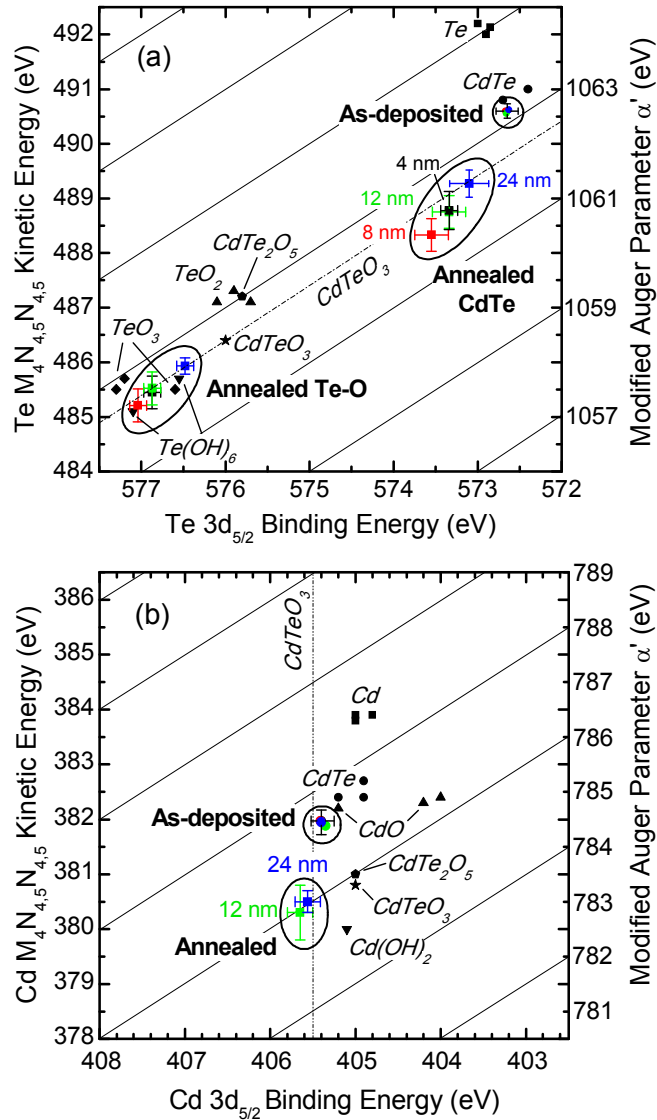 (a)
Te
CdTe
As-deposited
4 nm
12 nm
24 nm
8 nm
Annealed
CdTe
CdTeO₃
CdTe₂O₅
TeO₂
TeO₃
CdTeO₃
Annealed Te-O
Te(OH)₆
492
491
490
489
488
487
486
485
484
1063
1061
1059
1057
577
576
575
574
573
572
Te M₄N₄,₅N₄,₅ Kinetic Energy (eV)
Modified Auger Parameter α'
Te 3d₅/₂ Binding Energy (eV)
(b)
CdTeO₃
Cd
CdTe
As-deposited
CdO
24 nm
12 nm
CdTe₂O₅
CdTeO₃
Annealed
Cd(OH)₂
386
385
384
383
382
381
380
379
378
789
788
787
786
785
784
783
782
781
408
407
406
405
404
403
Cd M₄N₄,₅N₄,₅ Kinetic Energy (eV)
Modified Auger Parameter α'
Cd 3d₅/₂ Binding Energy (eV)